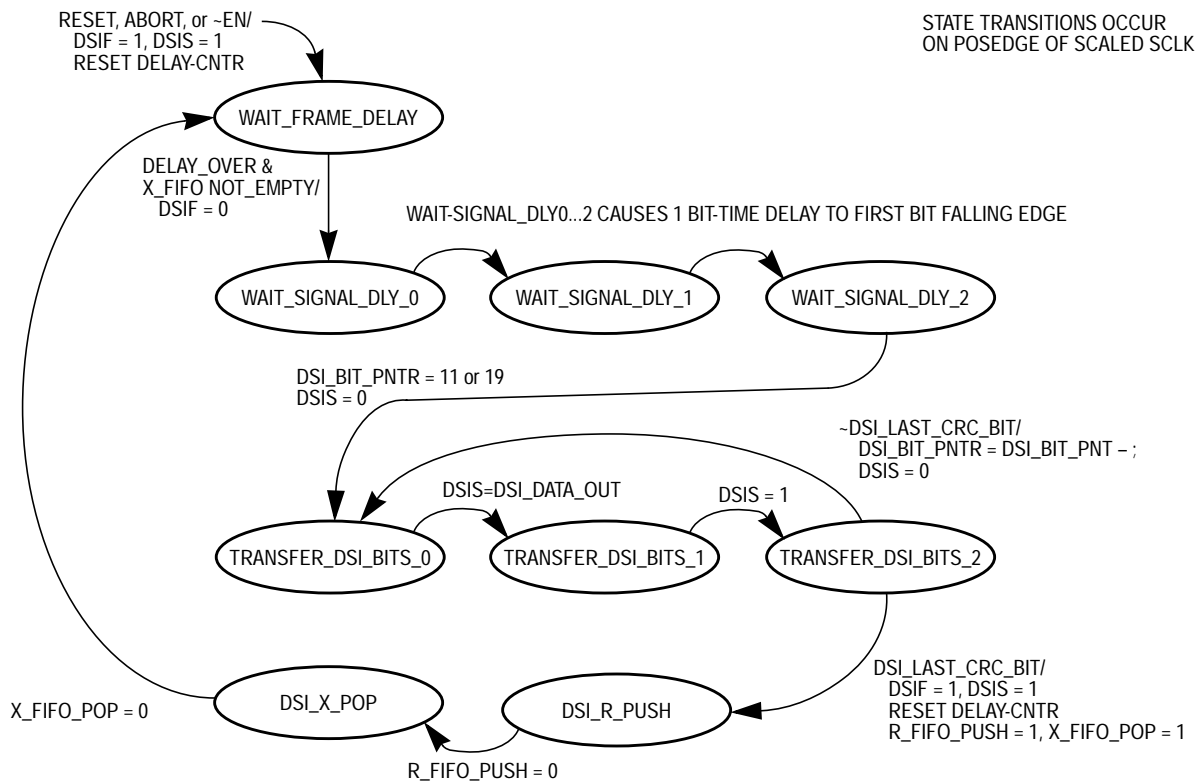 RESET, ABORT, or ~EN/
DSIF = 1, DSIS = 1
RESET DELAY-CNTR
STATE TRANSITIONS OCCUR
ON POSEDGE OF SCALED SCLK
WAIT_FRAME_DELAY
DELAY_OVER &
X_FIFO NOT_EMPTY/
DSIF = 0
WAIT-SIGNAL_DLY0...2 CAUSES 1 BIT-TIME DELAY TO FIRST BIT FALLING EDGE
WAIT_SIGNAL_DLY_0
WAIT_SIGNAL_DLY_1
WAIT_SIGNAL_DLY_2
DSI_BIT_PNTR = 11 or 19
DSIS = 0
~DSI_LAST_CRC_BIT/
DSI_BIT_PNTR = DSI_BIT_PNT – ;
DSIS = 0
DSIS=DSI_DATA_OUT
DSIS = 1
TRANSFER_DSI_BITS_0
TRANSFER_DSI_BITS_1
TRANSFER_DSI_BITS_2
DSI_LAST_CRC_BIT/
DSIF = 1, DSIS = 1
RESET DELAY-CNTR
R_FIFO_PUSH = 1, X_FIFO_POP = 1
DSI_R_PUSH
DSI_X_POP
X_FIFO_POP = 0
R_FIFO_PUSH = 0